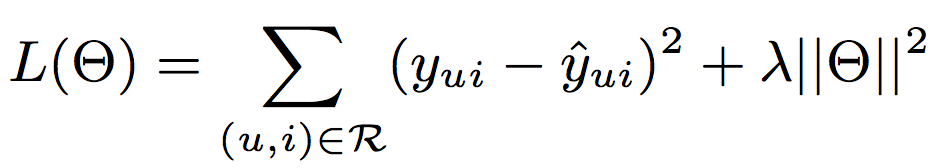 L(Θ) = ∑_{(u,i)∈ℛ} (y_{ui} − ŷ_{ui})² + λ||Θ||²